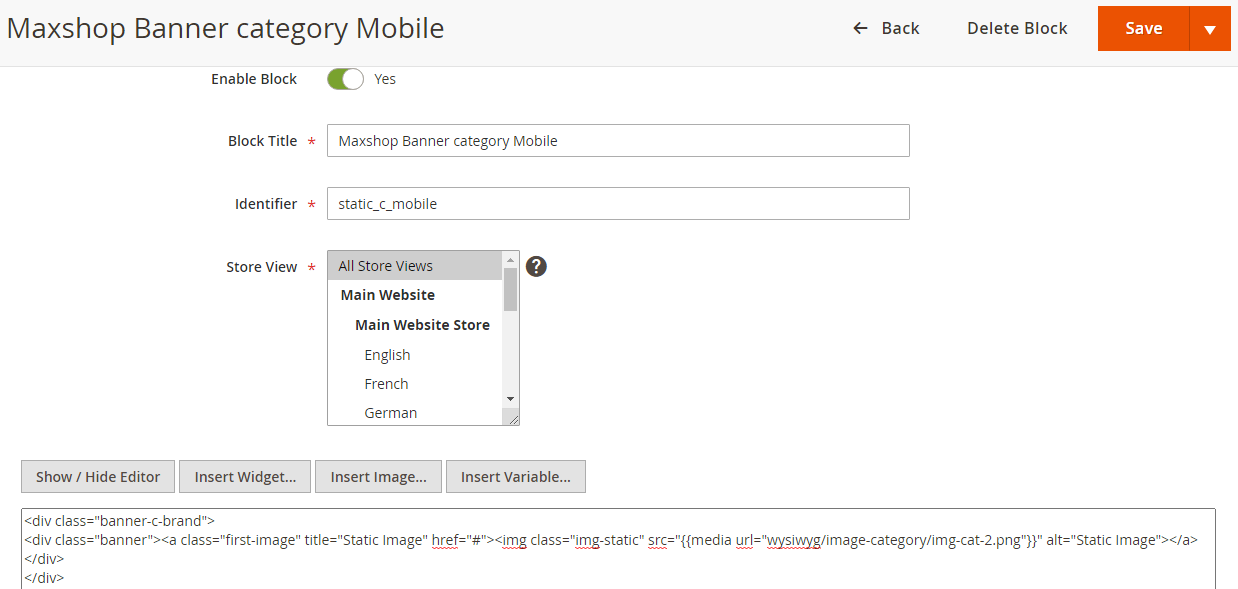 Maxshop Banner category Mobile
← Back Delete Block Save
Enable Block Yes
Block Title * Maxshop Banner category Mobile
Identifier * static_c_mobile
Store View * All Store Views ?
Main Website
Main Website Store
English
French
German
Show / Hide Editor Insert Widget... Insert Image... Insert Variable...
<div class="banner-c-brand">
<div class="banner"><a class="first-image" title="Static Image" href="#"><img class="img-static" src="{{media url="wysiwyg/image-category/img-cat-2.png"}}" alt="Static Image"></a>
</div>
</div>